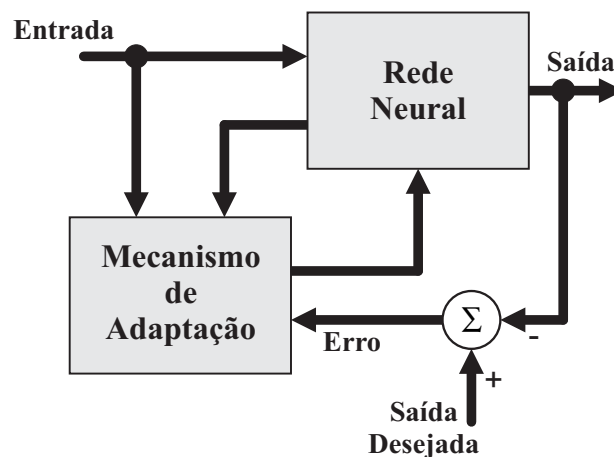 Entrada
Rede
Neural
Saída
Mecanismo
de
Adaptação
Erro
Σ
-
+
Saída
Desejada